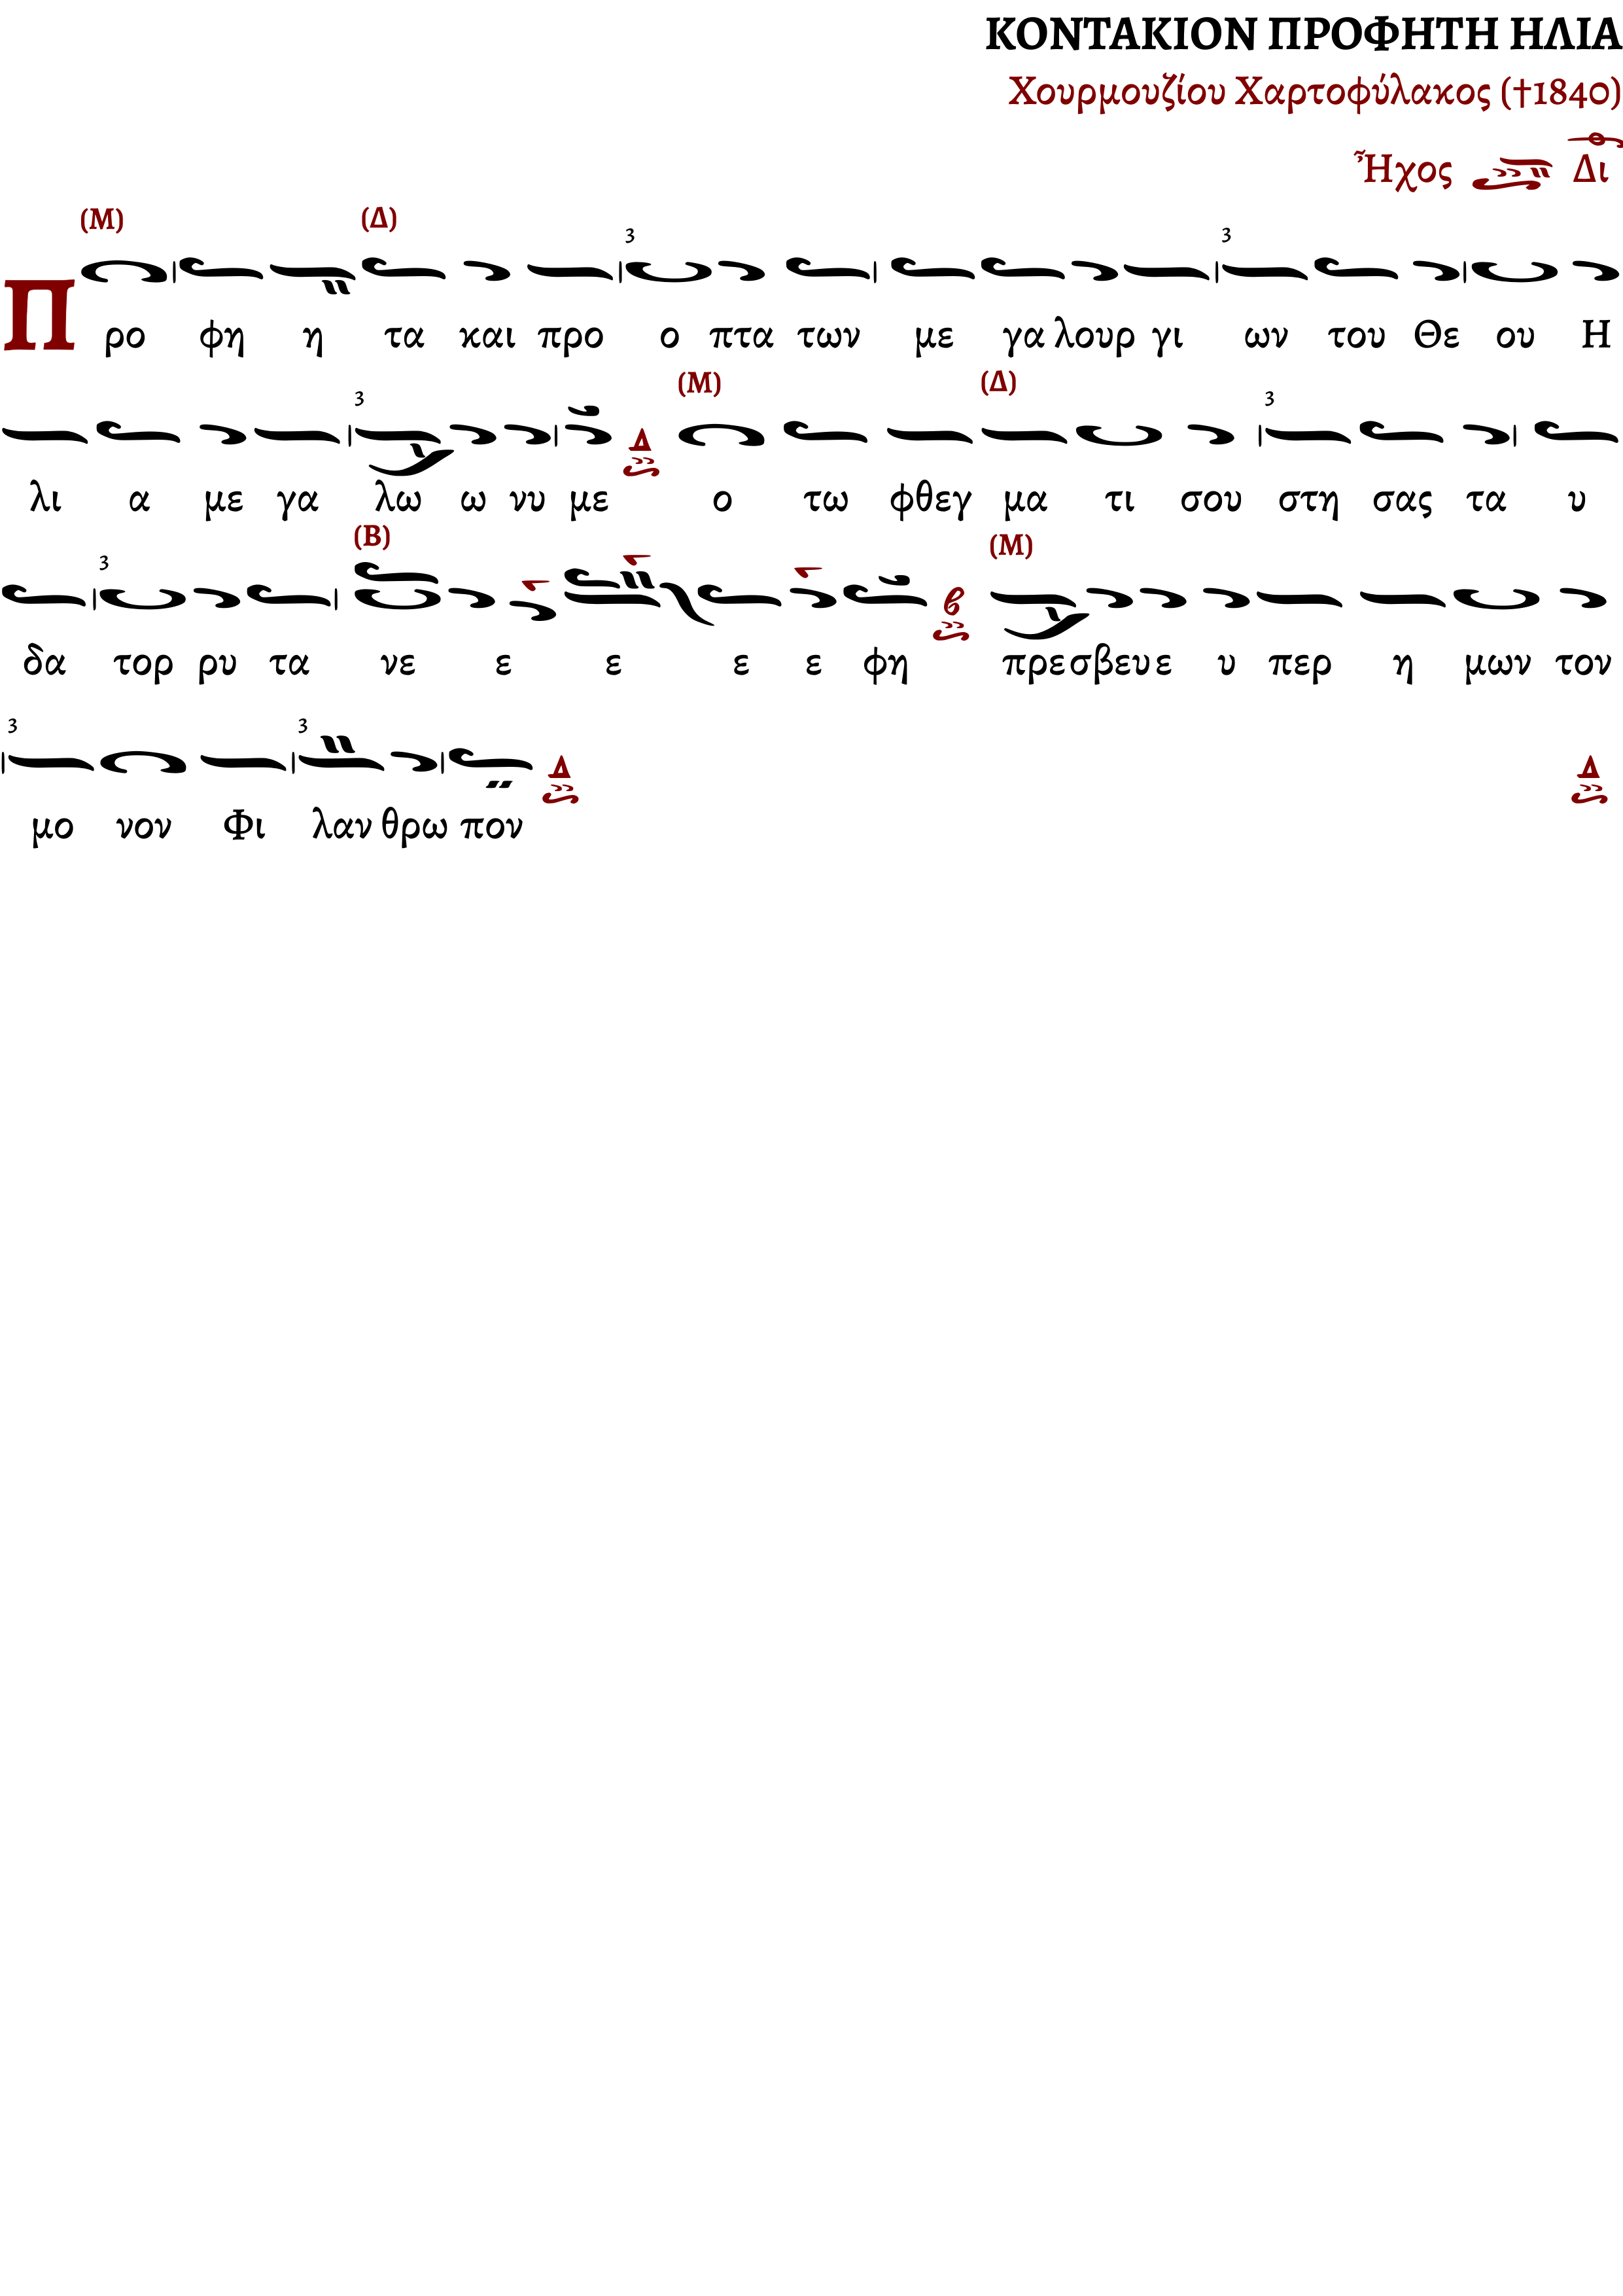 ΚΟΝΤΑΚΙΟΝ ΠΡΟΦΗΤΗ ΗΛΙΑ
Χουρμουζίου Χαρτοφύλακος (†1840)
Ἦχος Δι
(Μ) (Δ) 3 3
Π ρο φη η τα και προ ο πτα των με γα λουρ γι ων του Θε ου Η
3 (Μ) (Δ) 3
λι α με γα λω ω νυ με Δ ο τω φθεγ μα τι σου στη σας τα υ
3 (Β) (Μ)
δα τορ ρυ τα νε ε ε ε ε φη πρε σβευ ε υ περ η μων τον
3 3
μο νον Φι λαν θρω πον Δ Δ